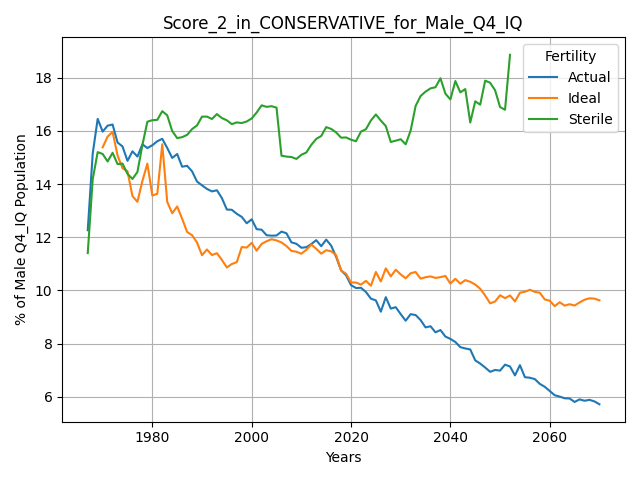 Score_2_in_CONSERVATIVE_for_Male_Q4_IQ
Fertility
Actual
Ideal
Sterile
% of Male Q4_IQ Population
18
16
14
12
10
8
6
1980
2000
2020
2040
2060
Years